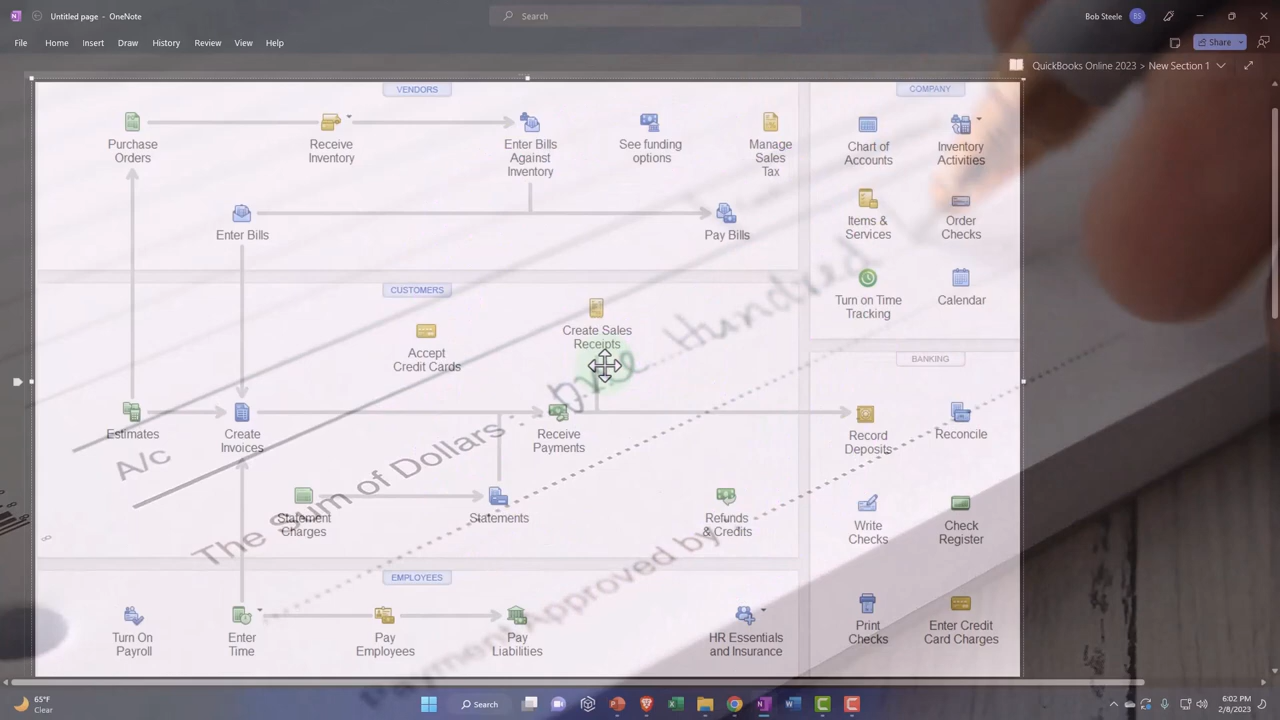 Untitled page - OneNote
Search
Bob Steele
BS
File
Home
Insert
Draw
History
Review
View
Help
Share
QuickBooks Online 2023 > New Section 1
VENDORS
COMPANY
Purchase
Orders
Receive
Inventory
Enter Bills
Against
Inventory
See funding
options
Manage
Sales
Tax
Chart of
Accounts
Inventory
Activities
Enter Bills
Pay Bills
Items &
Services
Order
Checks
Turn on Time
Tracking
Calendar
CUSTOMERS
Create Sales
Receipts
Accept
Credit Cards
BANKING
Estimates
Create
Invoices
Receive
Payments
Record
Deposits
Reconcile
Statement
Charges
Statements
Refunds
& Credits
Write
Checks
Check
Register
EMPLOYEES
Turn On
Payroll
Enter
Time
Pay
Employees
Pay
Liabilities
HR Essentials
and Insurance
Print
Checks
Enter Credit
Card Charges
A/c
The Sum of Dollars
Hundred
Approved by
65°F
Clear
Search
6:02 PM
2/8/2023